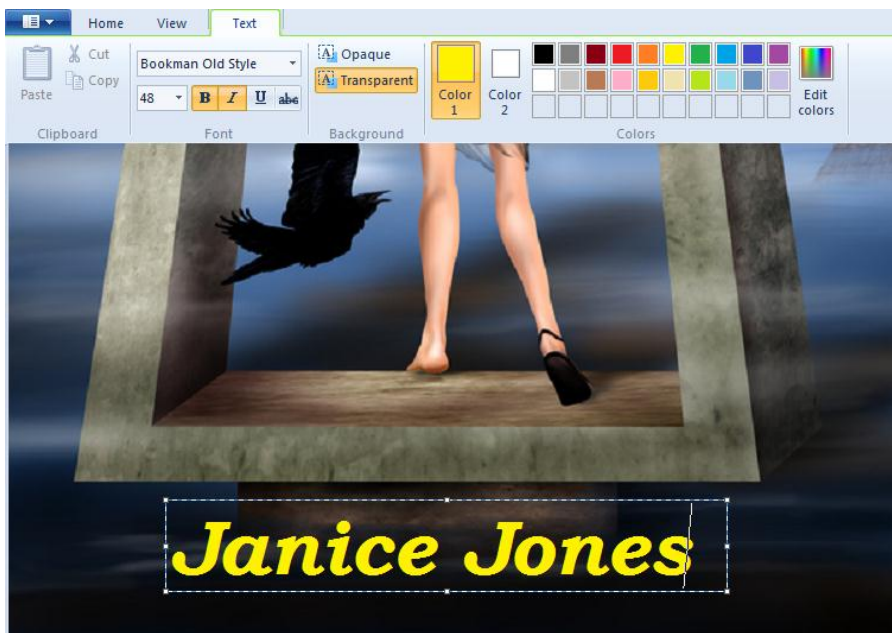 Home View Text
Cut
Copy
Paste
Clipboard
Bookman Old Style
48 B I U abc
Font
A Opaque
A Transparent
Background
Color 1
Color 2
Edit colors
Colors
Janice Jones